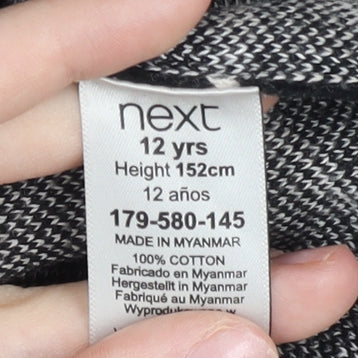 next
12 yrs
Height 152cm
12 años
179-580-145
MADE IN MYANMAR
100% COTTON
Fabricado en Myanmar
Hergestellt in Myanmar
Fabriqué au Myanmar